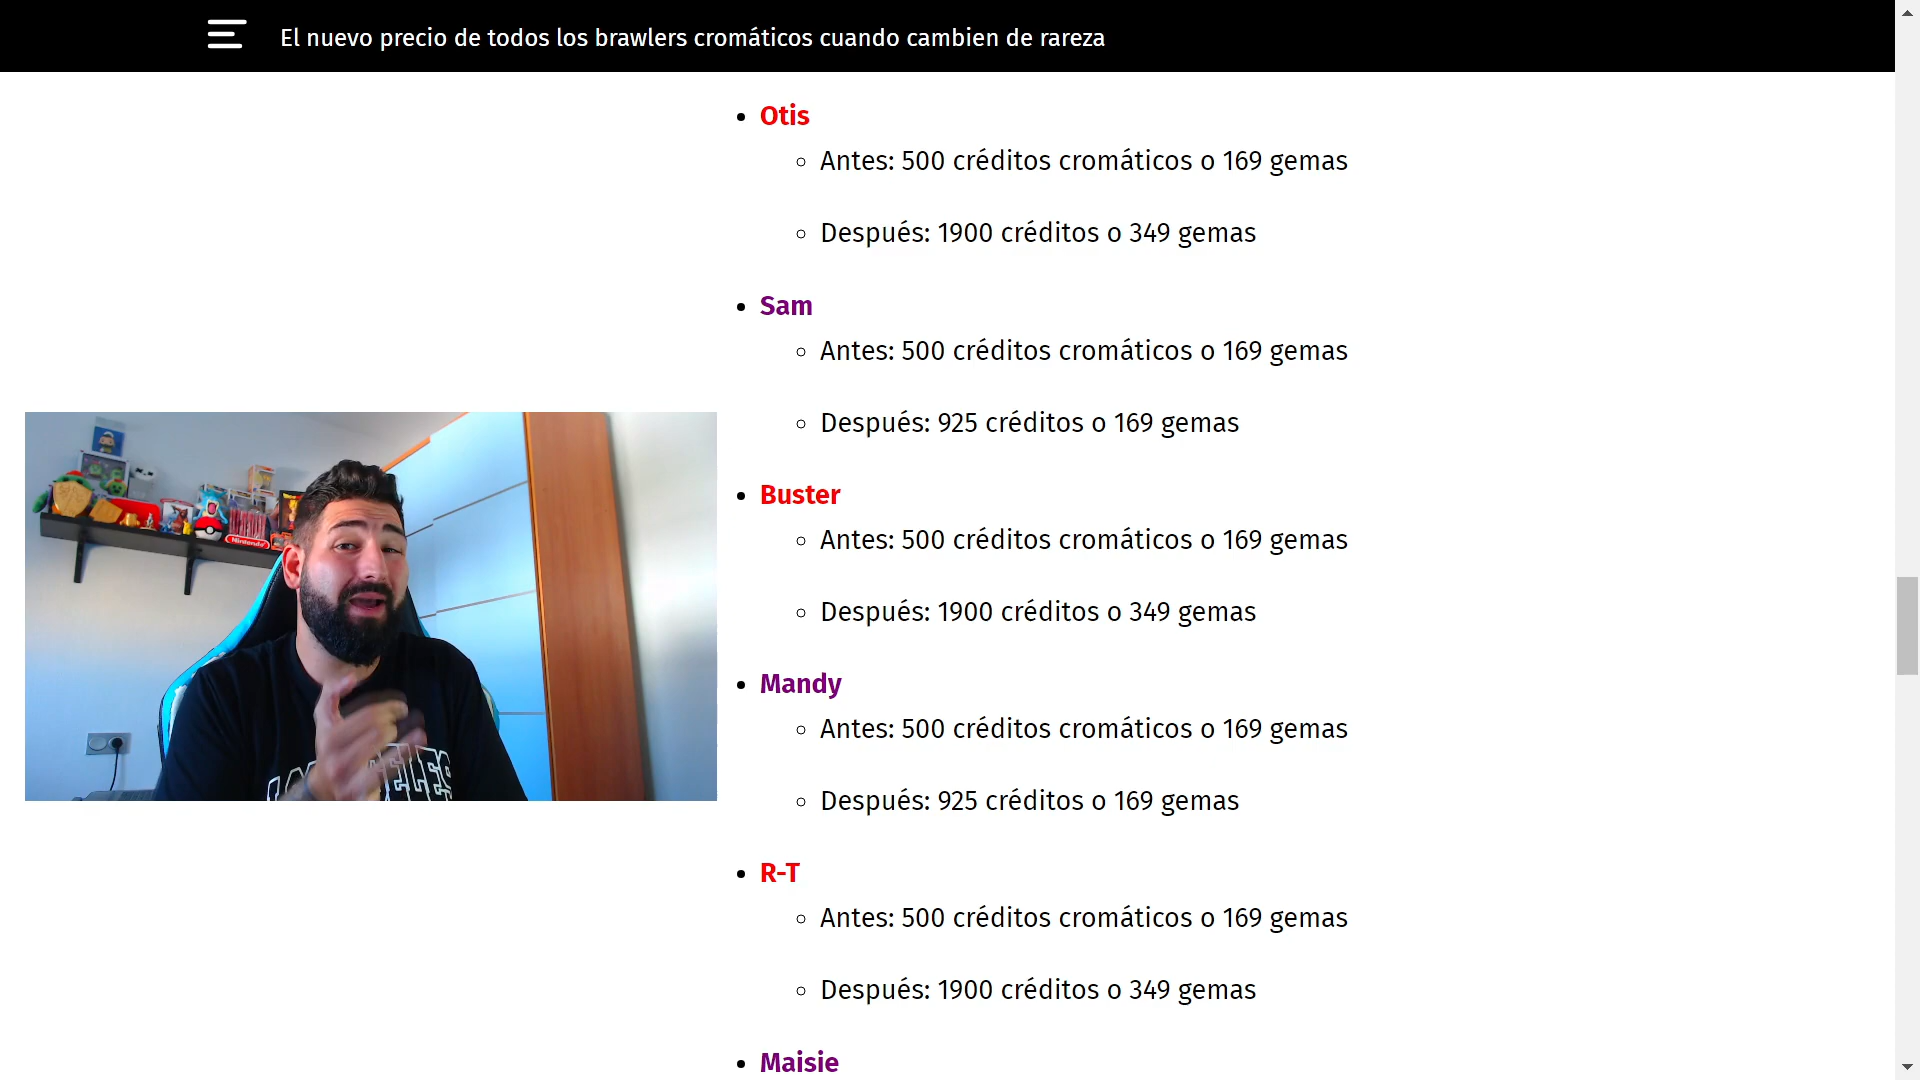 El nuevo precio de todos los brawlers cromáticos cuando cambien de rareza
Otis
Antes: 500 créditos cromáticos o 169 gemas
Después: 1900 créditos o 349 gemas
Sam
Antes: 500 créditos cromáticos o 169 gemas
Después: 925 créditos o 169 gemas
Buster
Antes: 500 créditos cromáticos o 169 gemas
Después: 1900 créditos o 349 gemas
Mandy
Antes: 500 créditos cromáticos o 169 gemas
Después: 925 créditos o 169 gemas
R-T
Antes: 500 créditos cromáticos o 169 gemas
Después: 1900 créditos o 349 gemas
Maisie
Nintendo